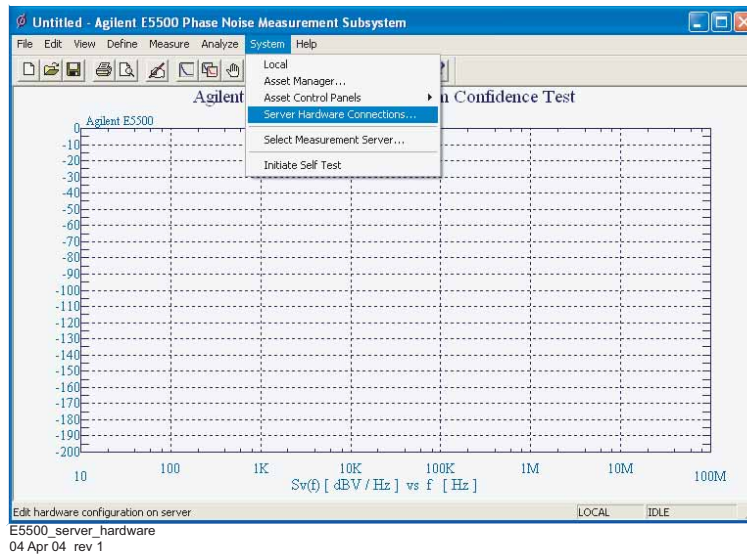 Untitled - Agilent E5500 Phase Noise Measurement Subsystem
File Edit View Define Measure Analyze System Help
Local
Asset Manager...
Asset Control Panels
Server Hardware Connections...
Select Measurement Server...
Initiate Self Test
Agilent n Confidence Test
Agilent E5500
0
-10
-20
-30
-40
-50
-60
-70
-80
-90
-100
-110
-120
-130
-140
-150
-160
-170
-180
-190
-200
10 100 1K 10K 100K 1M 10M 100M
Sv(f) [ dBV / Hz ] vs f [ Hz ]
Edit hardware configuration on server LOCAL IDLE
E5500_server_hardware
04 Apr 04 rev 1